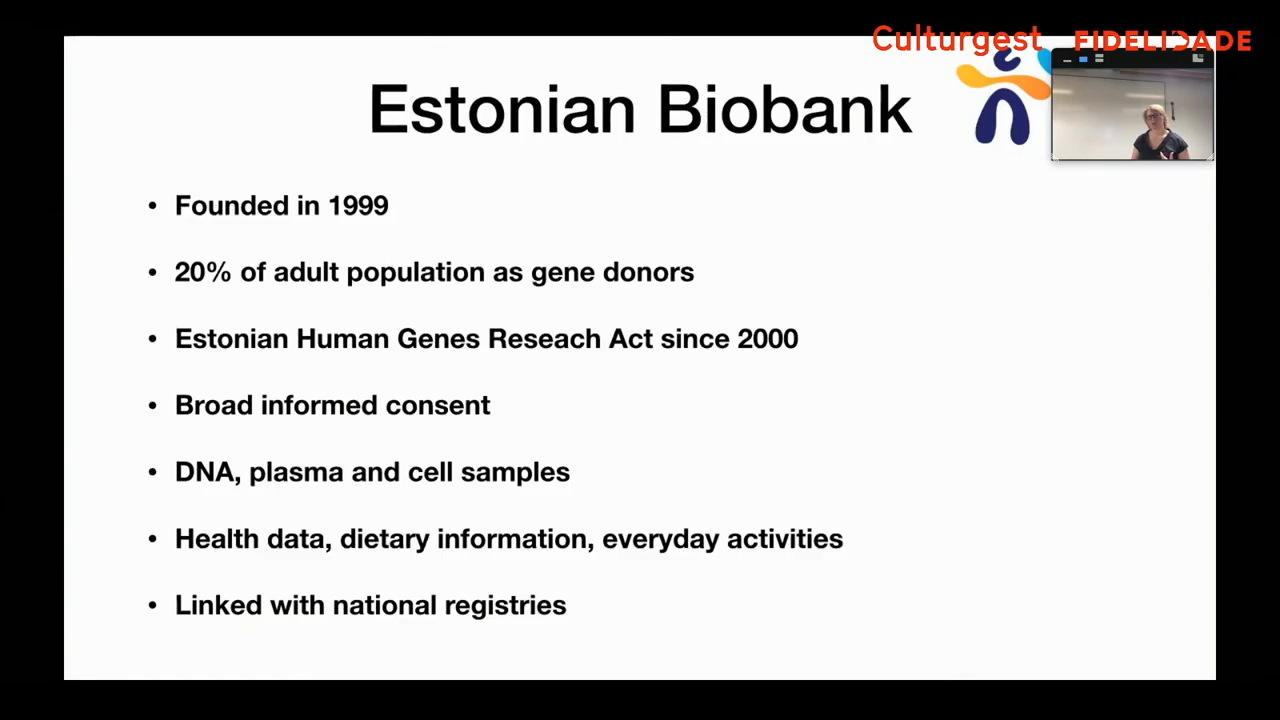 Culturgest FIDELIDADE
Estonian Biobank
• Founded in 1999
• 20% of adult population as gene donors
• Estonian Human Genes Reseach Act since 2000
• Broad informed consent
• DNA, plasma and cell samples
• Health data, dietary information, everyday activities
• Linked with national registries